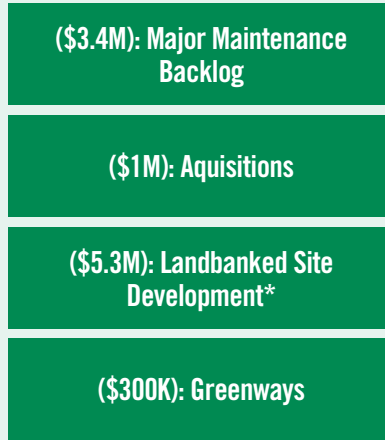 ($3.4M): Major Maintenance
Backlog
($1M): Aquisitions
($5.3M): Landbanked Site
Development*
($300K): Greenways